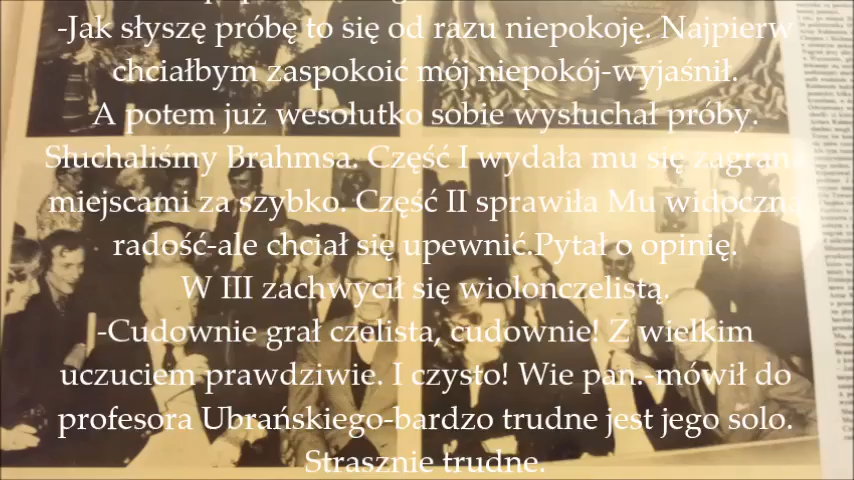 -Jak słyszę próbę to się od razu niepokoję. Najpierw
chciałbym zaspokoić mój niepokój-wyjaśnił.
A potem już wesolutko sobie wysłuchał próby.
Słuchaliśmy Brahmsa. Część I wydała mu się
miejscami za szybko. Część II sprawiła Mu widoczną
radość-ale chciał się upewnić.Pytał o opinię.
W III zachwycił się wiolonczelistą.
-Cudownie grał czelista, cudownie! Z wielkim
uczuciem prawdziwie. I czysto! Wie pan.-mówił do
profesora Ubrańskiego-bardzo trudne jest jego solo.
Strasznie trudne.